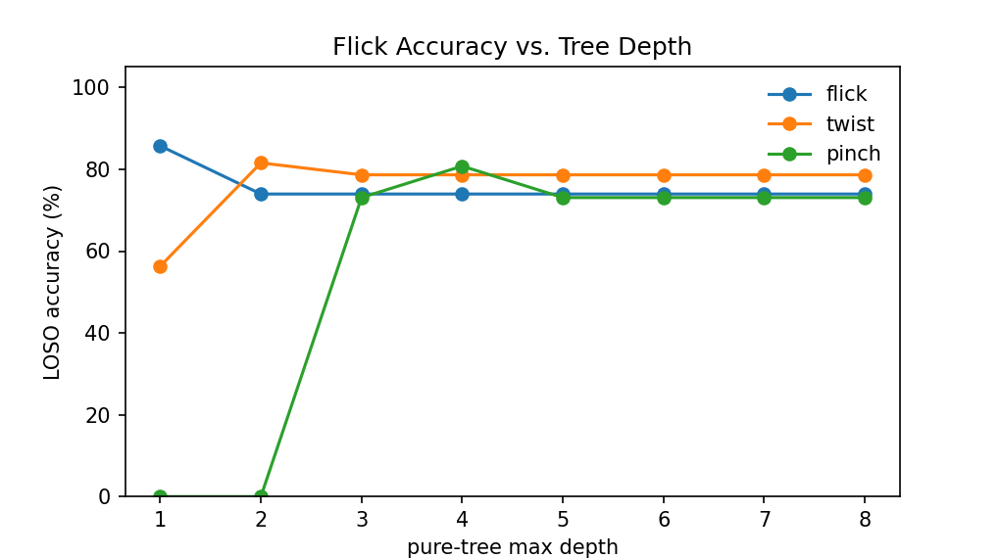 Flick Accuracy vs. Tree Depth
flick
twist
pinch
LOSO accuracy (%)
100
80
60
40
20
0
1 2 3 4 5 6 7 8
pure-tree max depth